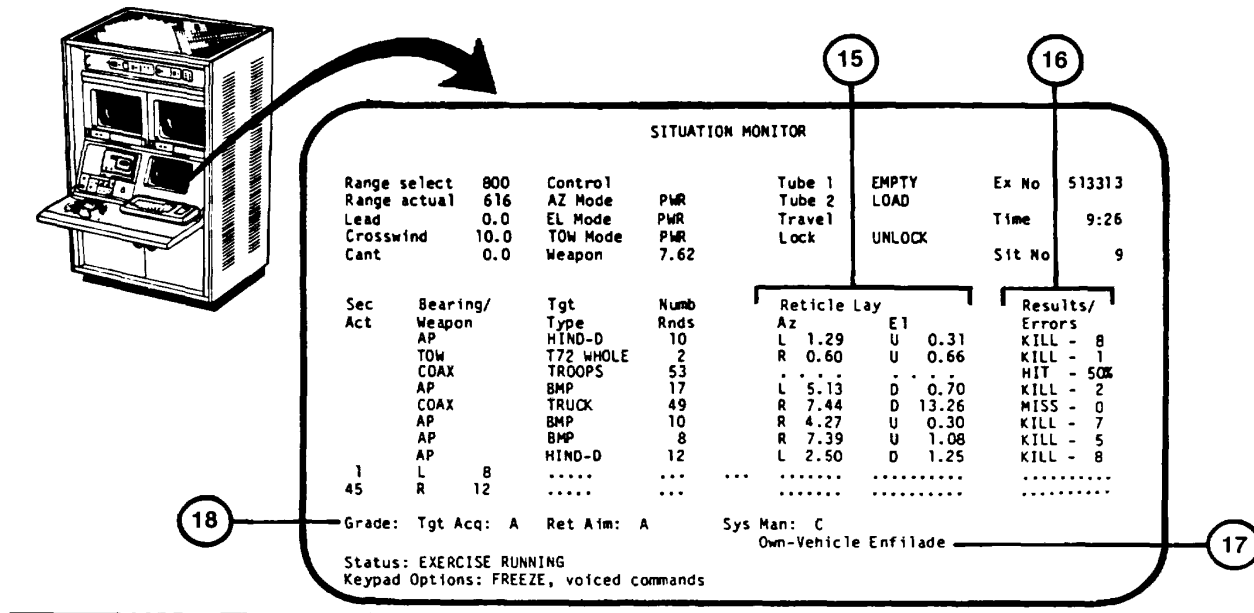 15 16
SITUATION MONITOR
Range select 800 Control Tube 1 EMPTY Ex No 513313
Range actual 616 AZ Mode PWR Tube 2 LOAD
Lead 0.0 EL Mode PWR Travel Time 9:26
Crosswind 10.0 TOW Mode PWR Lock UNLOCK
Cant 0.0 Weapon 7.62 Sit No 9
Sec Bearing/ Tgt Numb Reticle Lay Results/
Act Weapon Type Rnds Az El Errors
AP HIND-D 10 L 1.29 U 0.31 KILL - 8
TOW T72 WHOLE 2 R 0.60 U 0.66 KILL - 1
COAX TROOPS 53 . . . . . . . . HIT - 50%
AP BMP 17 L 5.13 D 0.70 KILL - 2
COAX TRUCK 49 R 7.44 D 13.26 MISS - 0
AP BMP 10 R 4.27 U 0.30 KILL - 7
AP BMP 8 R 7.39 U 1.08 KILL - 5
AP HIND-D 12 L 2.50 D 1.25 KILL - 8
1 L 8 ..... ... ... ....... .......... ..........
45 R 12 ..... ... ....... .......... ..........
18 Grade: Tgt Acq: A Ret Aim: A Sys Man: C
Own-Vehicle Enfilade 17
Status: EXERCISE RUNNING
Keypad Options: FREEZE, voiced commands